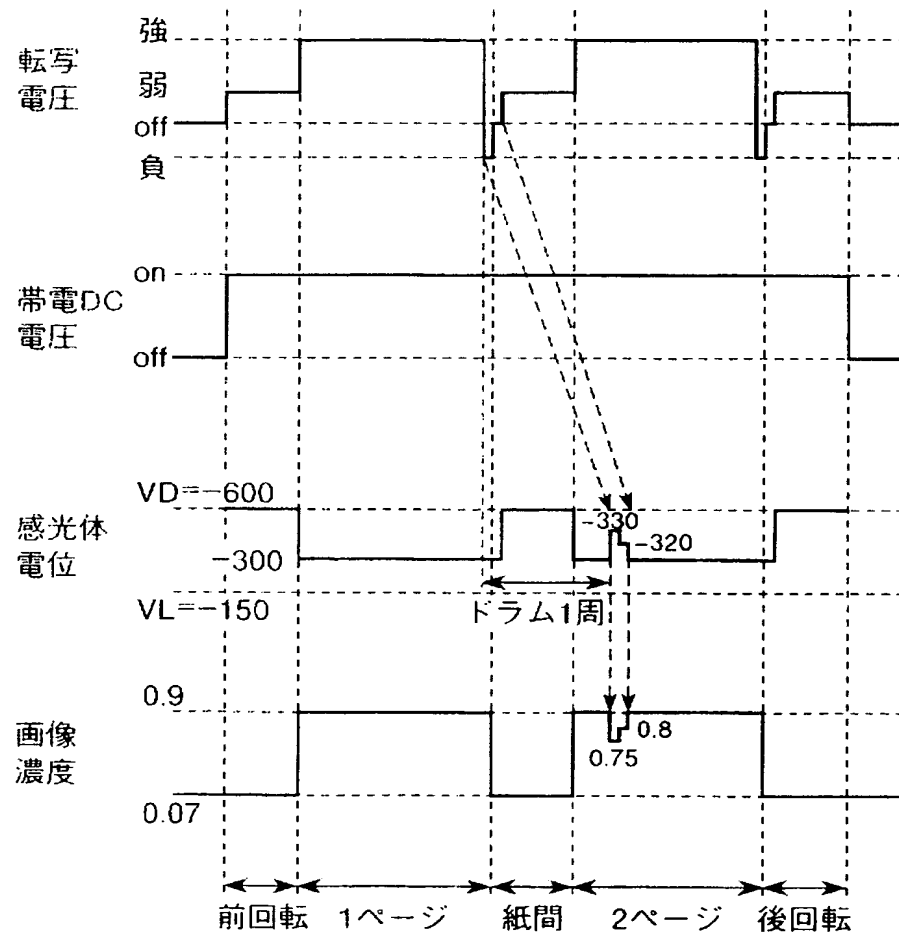 転写
電圧
強
弱
off
負
帯電DC
電圧
on
off
感光体
電位
VD=-600
-300
VL=-150
-330
-320
ドラム1周
画像
濃度
0.9
0.07
0.75
0.8
前回転
1ページ
紙間
2ページ
後回転